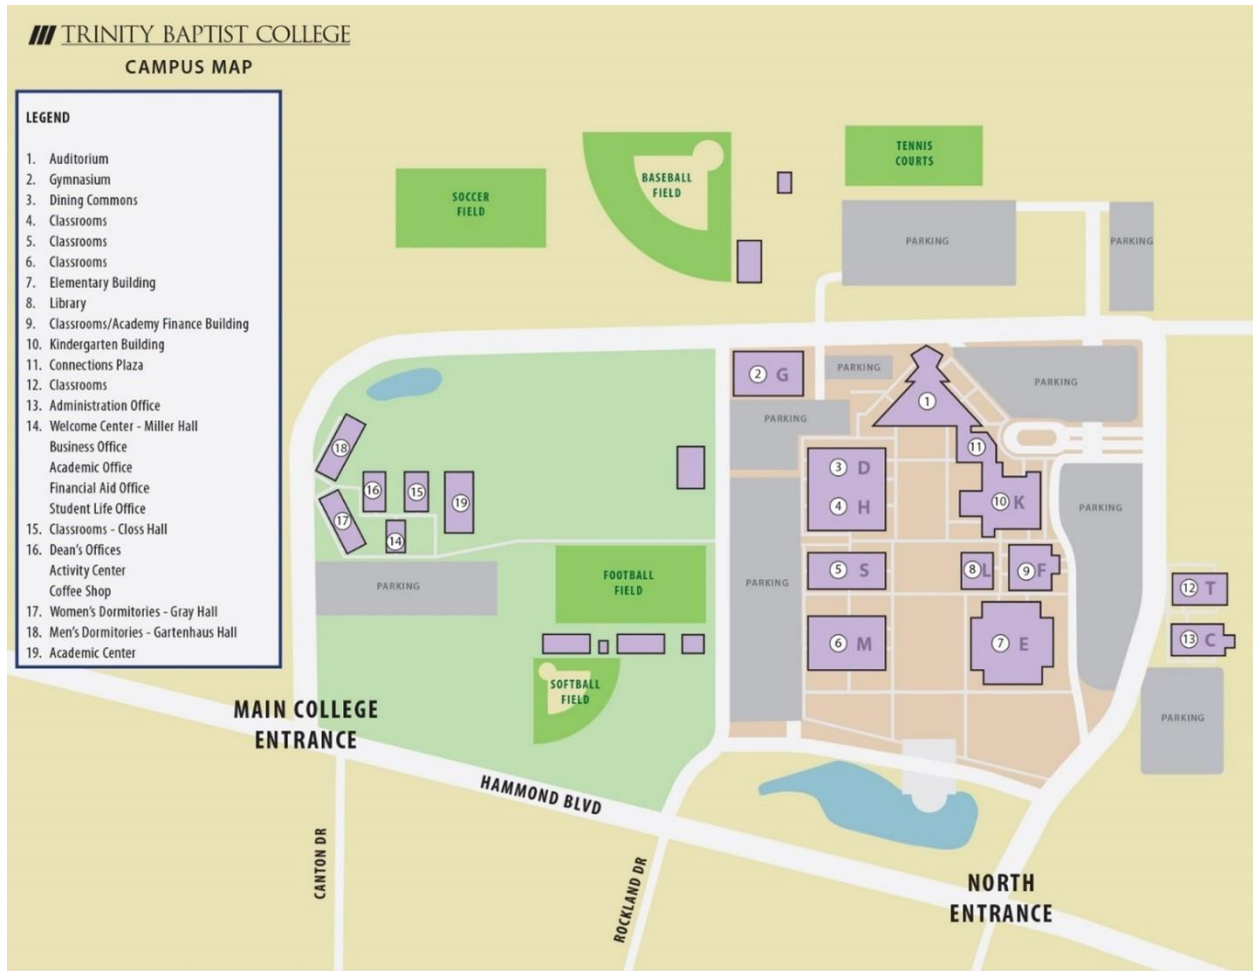 TRINITY BAPTIST COLLEGE
CAMPUS MAP
LEGEND
1. Auditorium
2. Gymnasium
3. Dining Commons
4. Classrooms
5. Classrooms
6. Classrooms
7. Elementary Building
8. Library
9. Classrooms/Academy Finance Building
10. Kindergarten Building
11. Connections Plaza
12. Classrooms
13. Administration Office
14. Welcome Center - Miller Hall
Business Office
Academic Office
Financial Aid Office
Student Life Office
15. Classrooms - Closs Hall
16. Dean's Offices
Activity Center
Coffee Shop
17. Women's Dormitories - Gray Hall
18. Men's Dormitories - Gartenhaus Hall
19. Academic Center
TENNIS
COURTS
BASEBALL
FIELD
SOCCER
FIELD
PARKING
PARKING
PARKING
PARKING
2 G
1
PARKING
11
18
3 D
16
15
19
10 K
4 H
PARKING
17
14
FOOTBALL
FIELD
PARKING
PARKING
5 S
8 L
9 F
12 T
6 M
7 E
13 C
SOFTBALL
FIELD
PARKING
MAIN COLLEGE
ENTRANCE
HAMMOND BLVD
CANTON DR
ROCKLAND DR
NORTH
ENTRANCE